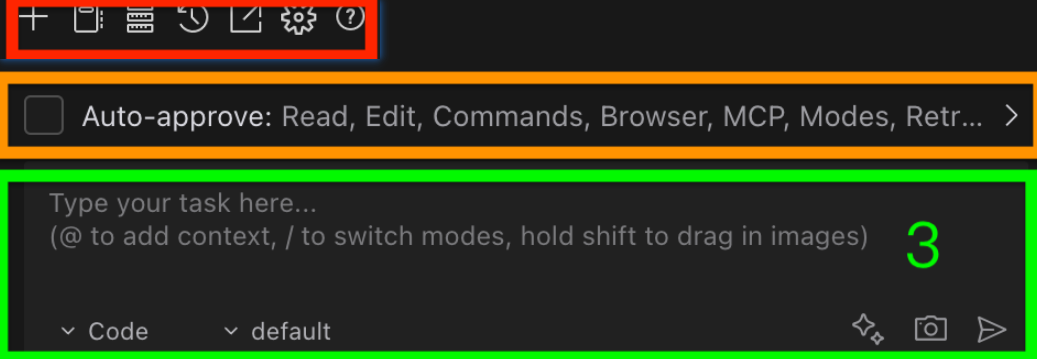 Auto-approve: Read, Edit, Commands, Browser, MCP, Modes, Retr...
Type your task here...
(@ to add context, / to switch modes, hold shift to drag in images)
3
Code default